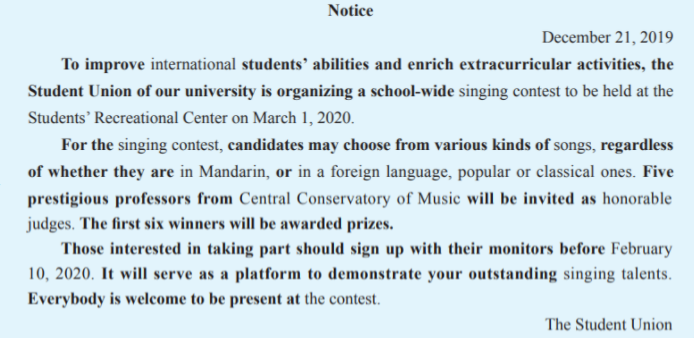 Notice
December 21, 2019
To improve international students' abilities and enrich extracurricular activities, the
Student Union of our university is organizing a school-wide singing contest to be held at the
Students' Recreational Center on March 1, 2020.
For the singing contest, candidates may choose from various kinds of songs, regardless
of whether they are in Mandarin, or in a foreign language, popular or classical ones. Five
prestigious professors from Central Conservatory of Music will be invited as honorable
judges. The first six winners will be awarded prizes.
Those interested in taking part should sign up with their monitors before February
10, 2020. It will serve as a platform to demonstrate your outstanding singing talents.
Everybody is welcome to be present at the contest.
The Student Union